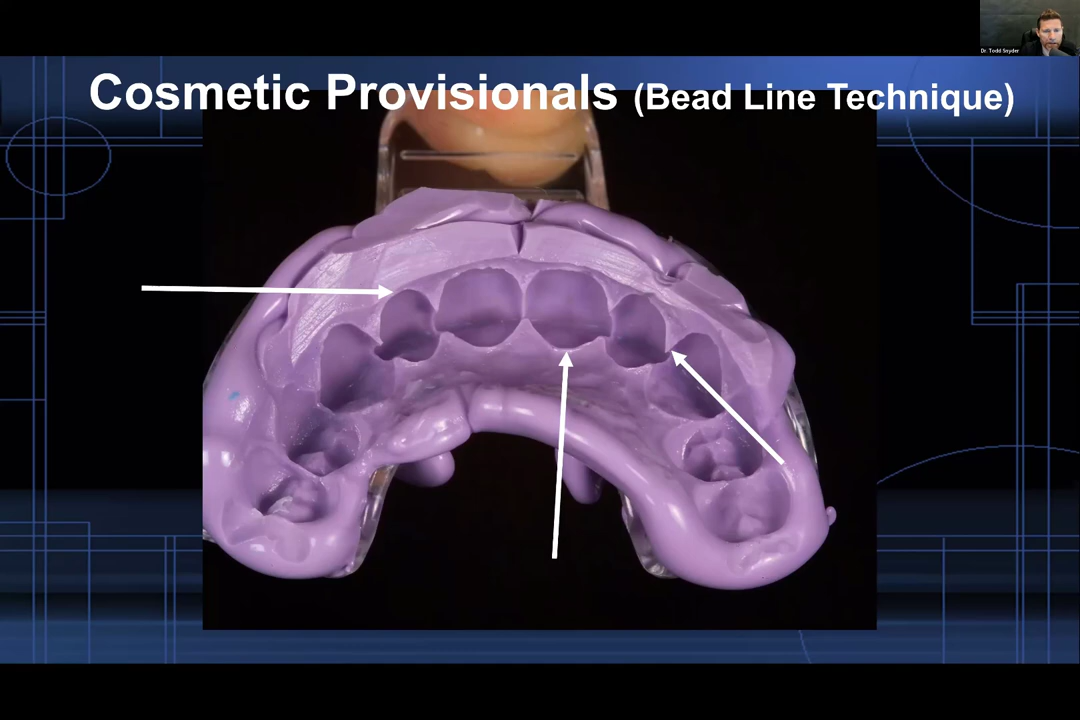 Dr. Todd Snyder
Cosmetic Provisionals (Bead Line Technique)